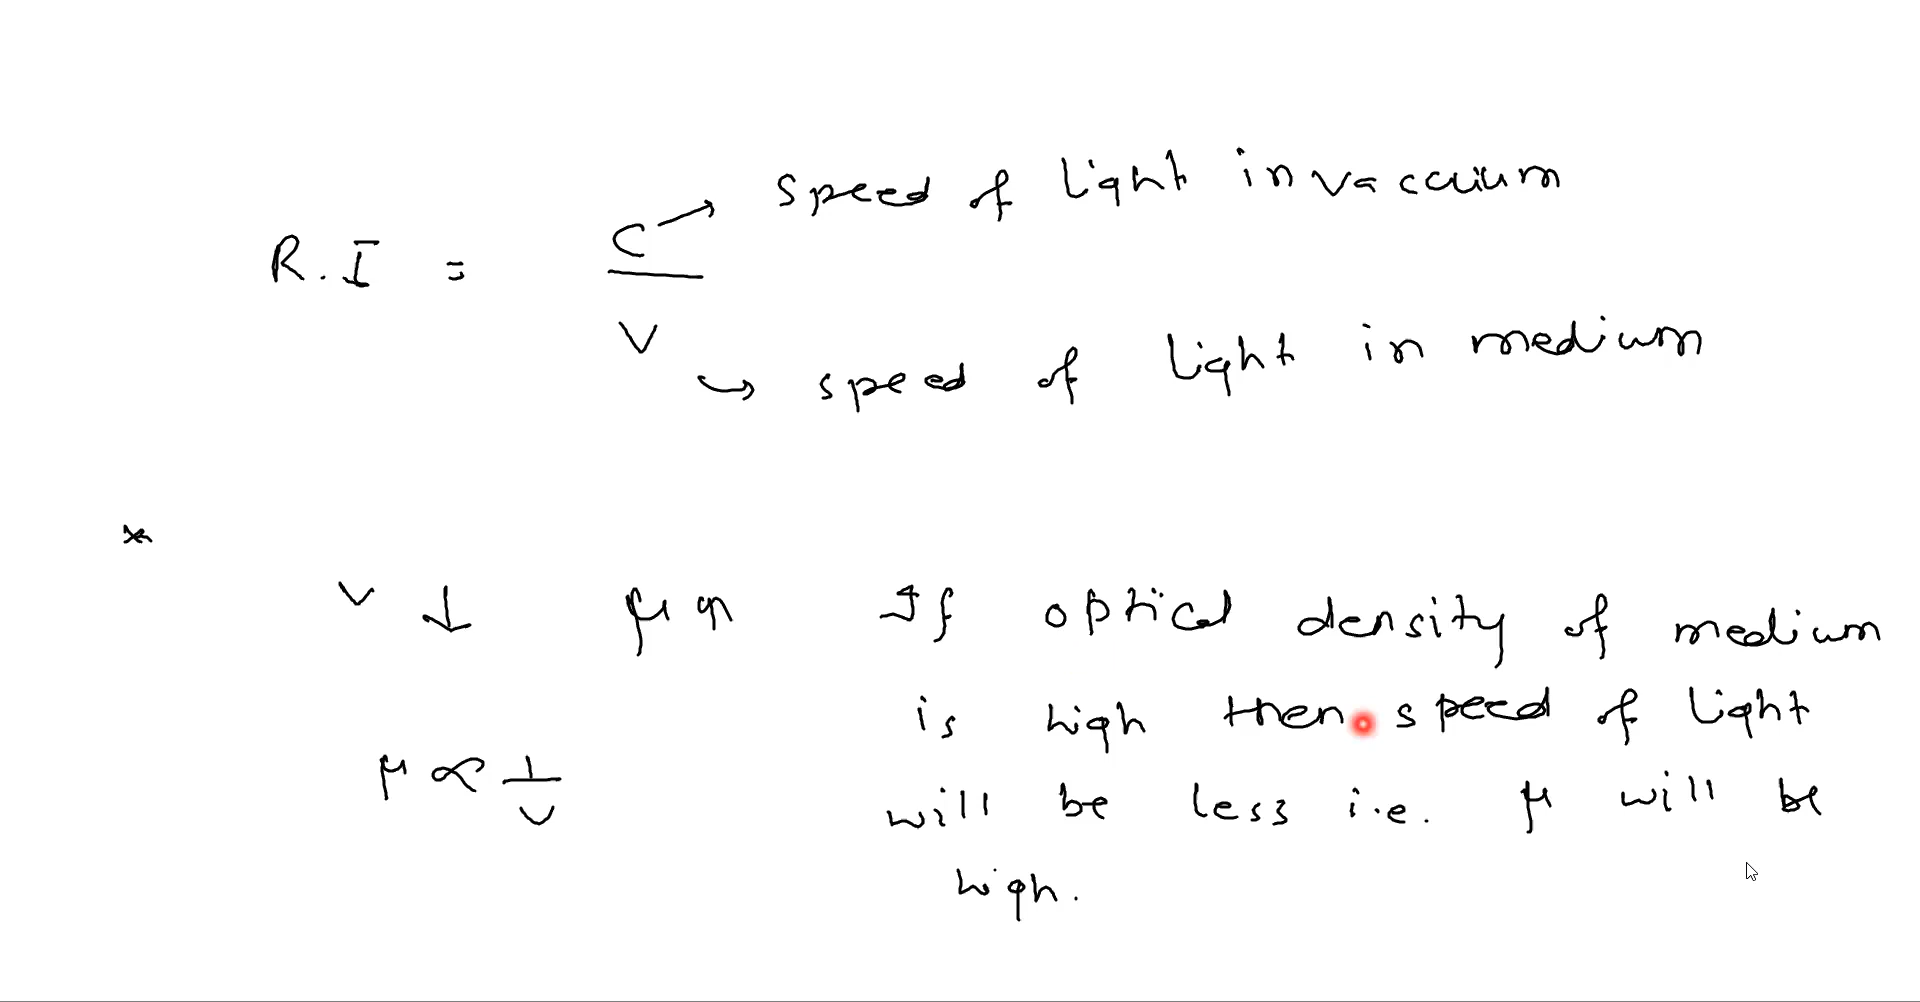 C → speed of light in vaccuium
R.I =
V
↪ speed of light in medium
*
v ↓ μ ↑ If optical density of medium
is high then speed of light
μ ∝ 1/v will be less i.e. μ will be
high.